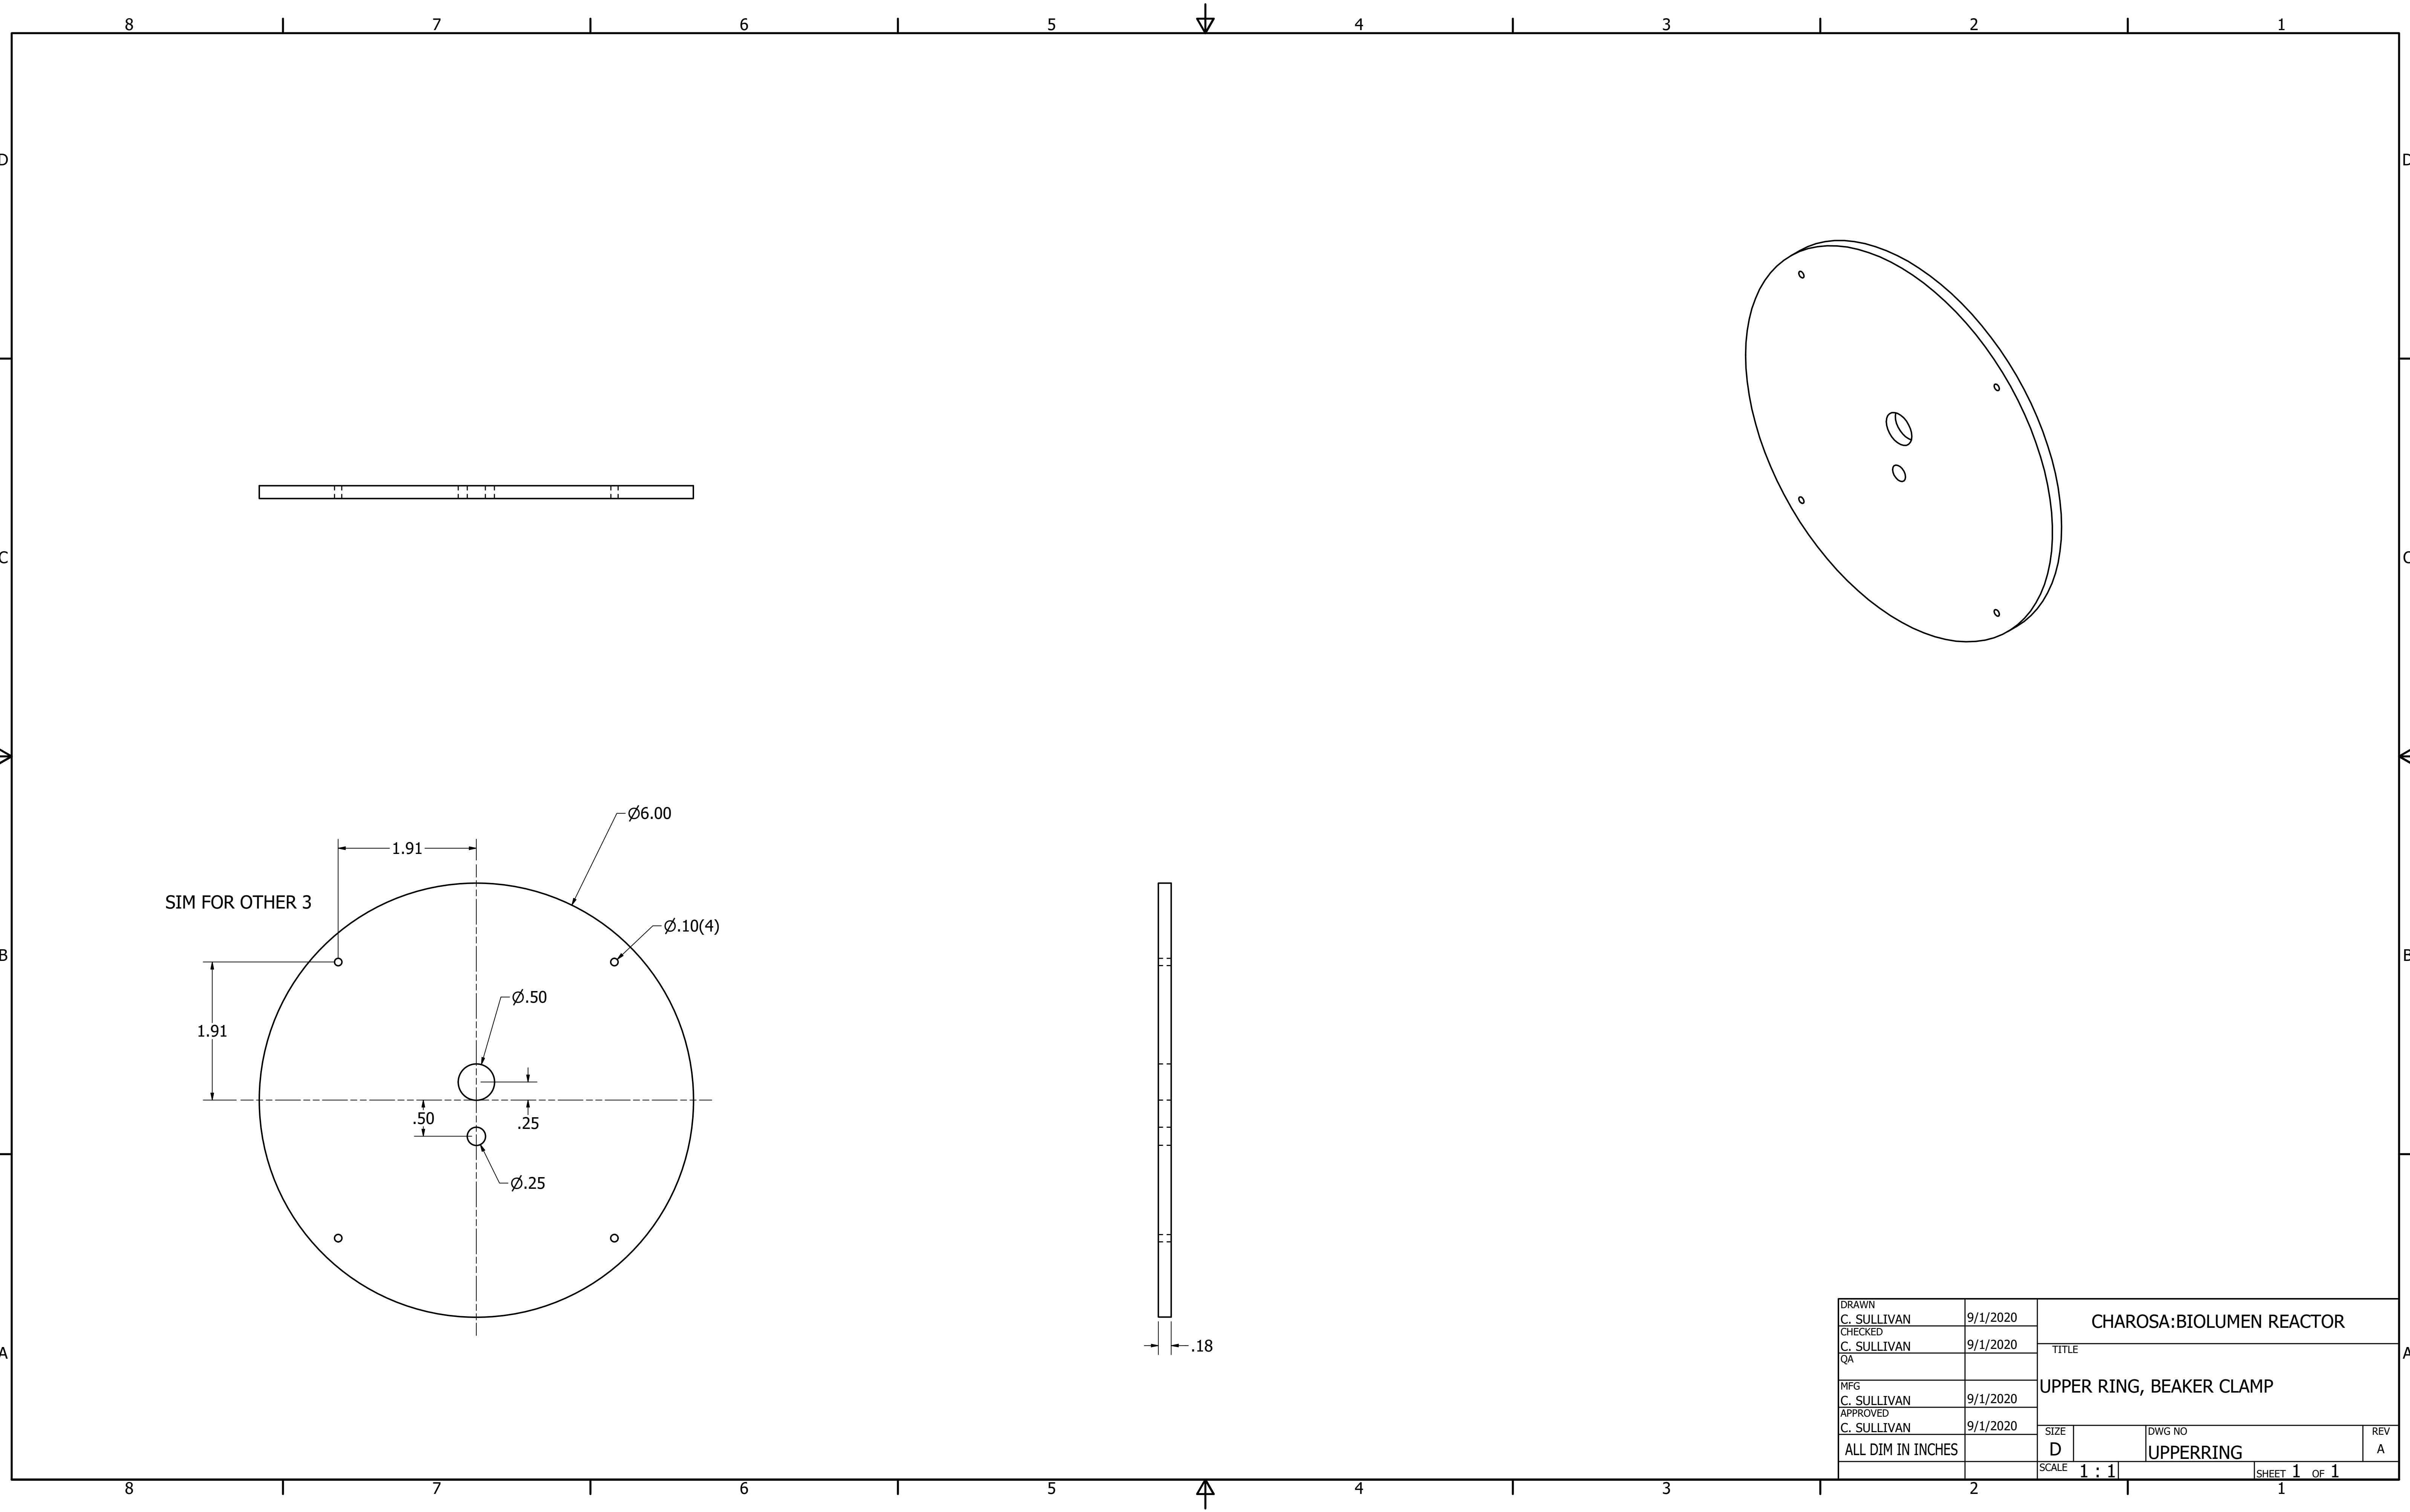 8 7 6 5 4 3 2 1
D D
C C
B B
A A
Ø6.00
1.91
SIM FOR OTHER 3
Ø.10(4)
Ø.50
1.91
.50
.25
Ø.25
.18
DRAWN
C. SULLIVAN 9/1/2020
CHECKED
C. SULLIVAN 9/1/2020
QA
MFG
C. SULLIVAN 9/1/2020
APPROVED
C. SULLIVAN 9/1/2020
ALL DIM IN INCHES
CHAROSA:BIOLUMEN REACTOR
TITLE
UPPER RING, BEAKER CLAMP
SIZE
D
DWG NO
UPPERRING
REV
A
SCALE 1 : 1
SHEET 1 OF 1
8 7 6 5 4 3 2 1